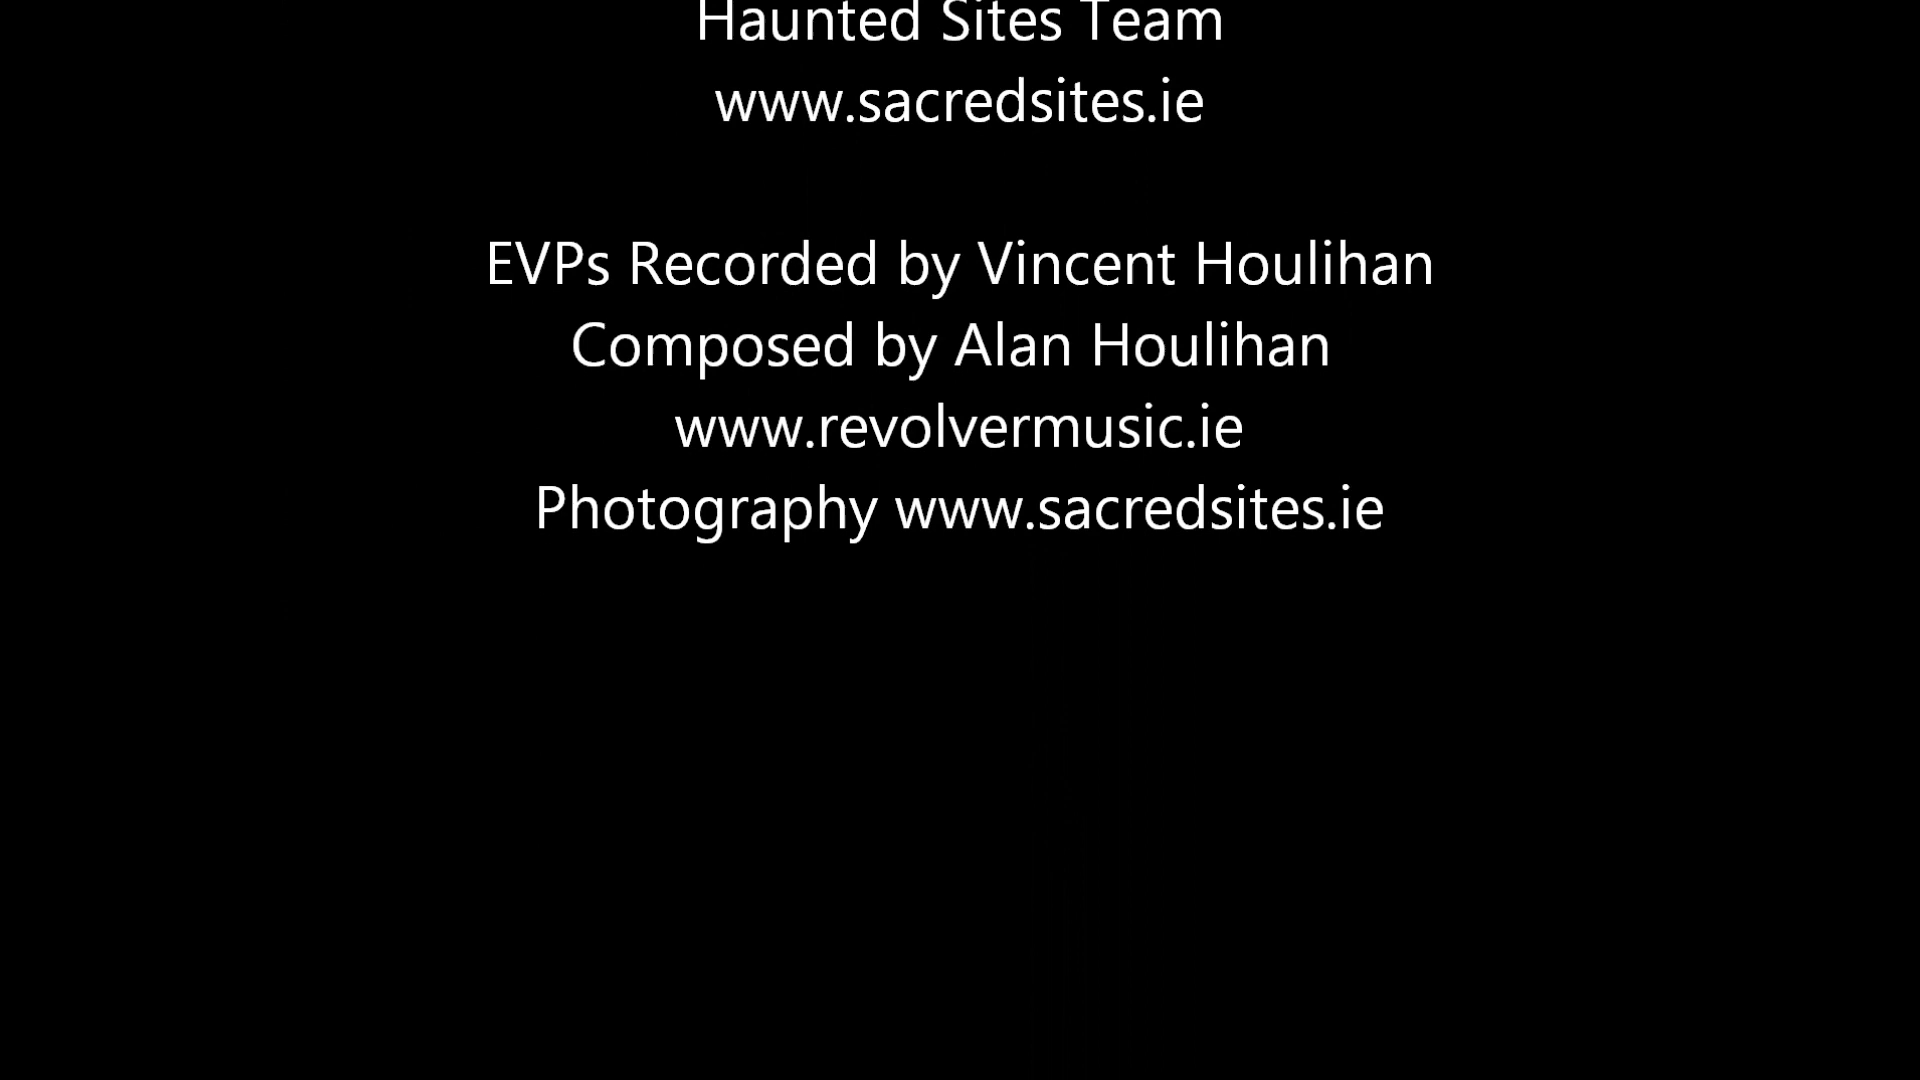 Haunted Sites Team
www.sacredsites.ie
EVPs Recorded by Vincent Houlihan
Composed by Alan Houlihan
www.revolvermusic.ie
Photography www.sacredsites.ie